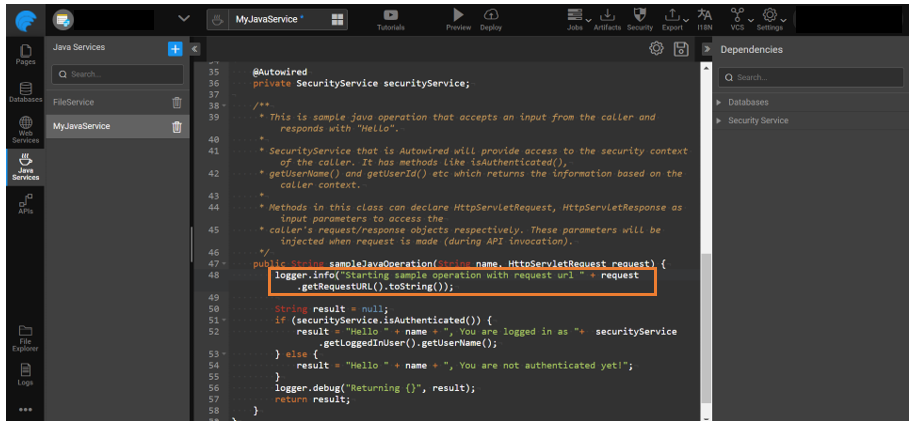 MyJavaService *
Tutorials
Preview
Deploy
Jobs
Artifacts
Security
Export
I18N
VCS
Settings
Pages
Databases
Web
Services
Java
Services
APIs
File
Explorer
Logs
Java Services
Search...
FileService
MyJavaService
35 @Autowired
36 private SecurityService securityService;
37
38 /**
39 * This is sample java operation that accepts an input from the caller and
responds with "Hello".
40 *
41 * SecurityService that is Autowired will provide access to the security context
of the caller. It has methods like isAuthenticated(),
42 * getUserName() and getUserId() etc which returns the information based on the
caller context.
43 *
44 * Methods in this class can declare HttpServletRequest, HttpServletResponse as
input parameters to access the
45 * caller's request/response objects respectively. These parameters will be
injected when request is made (during API invocation).
46 */
47 public String sampleJavaOperation(String name, HttpServletRequest request) {
48 logger.info("Starting sample operation with request url " + request
.getRequestURL().toString());
49
50 String result = null;
51 if (securityService.isAuthenticated()) {
52 result = "Hello " + name + ", You are logged in as "+ securityService
.getLoggedInUser().getUserName();
53 } else {
54 result = "Hello " + name + ", You are not authenticated yet!";
55 }
56 logger.debug("Returning {}", result);
57 return result;
58 }
Dependencies
Search...
Databases
Security Service